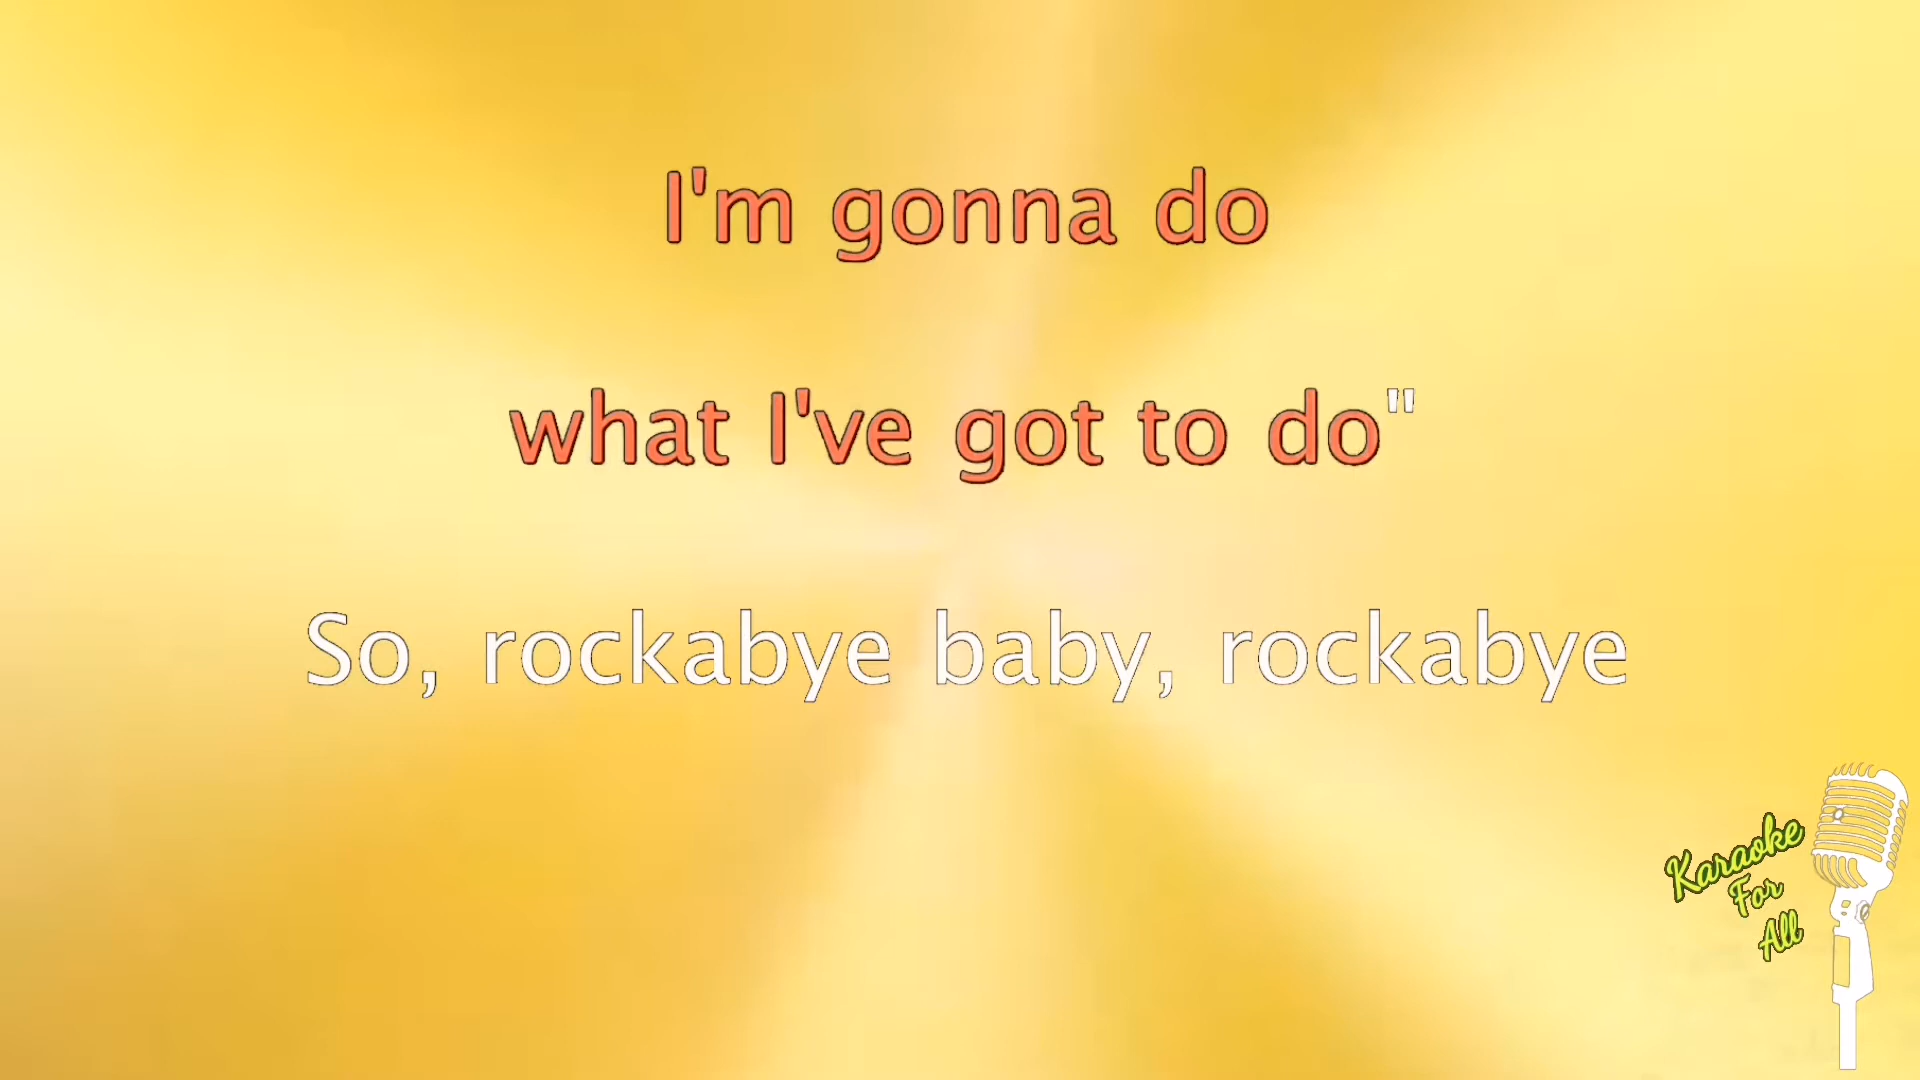 I'm gonna do
what I've got to do"
So, rockabye baby, rockabye
Karaoke
For
All